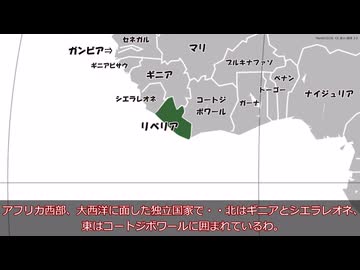 セネガル
マリ
ガンビア⇒
ブルキナファソ
ギニアビサウ
ベナン
ギニア
トーゴー
ナイジェリア
シエラレオネ
コートジ
ボワール
ガーナ
リベリア
アフリカ西部、大西洋に面した独立国家で・・北はギニアとシエラレオネ、
東はコートジボワールに囲まれているわ。